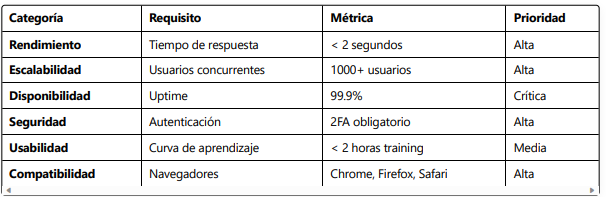 Categoría Requisito Métrica Prioridad
Rendimiento Tiempo de respuesta < 2 segundos Alta
Escalabilidad Usuarios concurrentes 1000+ usuarios Alta
Disponibilidad Uptime 99.9% Crítica
Seguridad Autenticación 2FA obligatorio Alta
Usabilidad Curva de aprendizaje < 2 horas training Media
Compatibilidad Navegadores Chrome, Firefox, Safari Alta